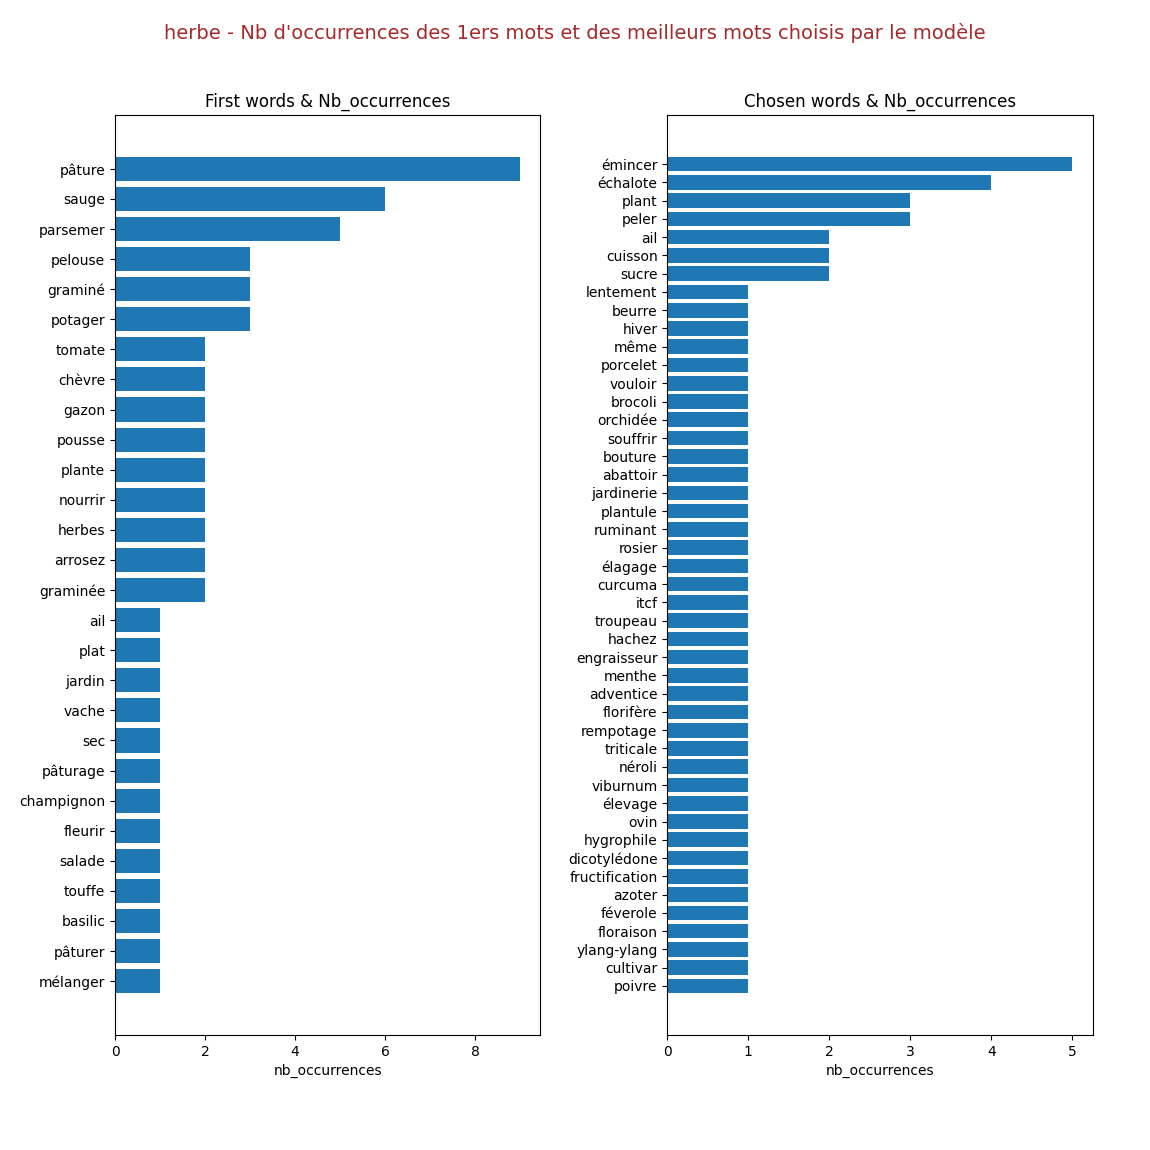 herbe - Nb d'occurrences des 1ers mots et des meilleurs mots choisis par le modèle
First words & Nb_occurrences
pâture
sauge
parsemer
pelouse
graminé
potager
tomate
chèvre
gazon
pousse
plante
nourrir
herbes
arrosez
graminée
ail
plat
jardin
vache
sec
pâturage
champignon
fleurir
salade
touffe
basilic
pâturer
mélanger
0 2 4 6 8
nb_occurrences
Chosen words & Nb_occurrences
émincer
échalote
plant
peler
ail
cuisson
sucre
lentement
beurre
hiver
même
porcelet
vouloir
brocoli
orchidée
souffrir
bouture
abattoir
jardinerie
plantule
ruminant
rosier
élagage
curcuma
itcf
troupeau
hachez
engraisseur
menthe
adventice
florifère
rempotage
triticale
néroli
viburnum
élevage
ovin
hygrophile
dicotylédone
fructification
azoter
féverole
floraison
ylang-ylang
cultivar
poivre
0 1 2 3 4 5
nb_occurrences